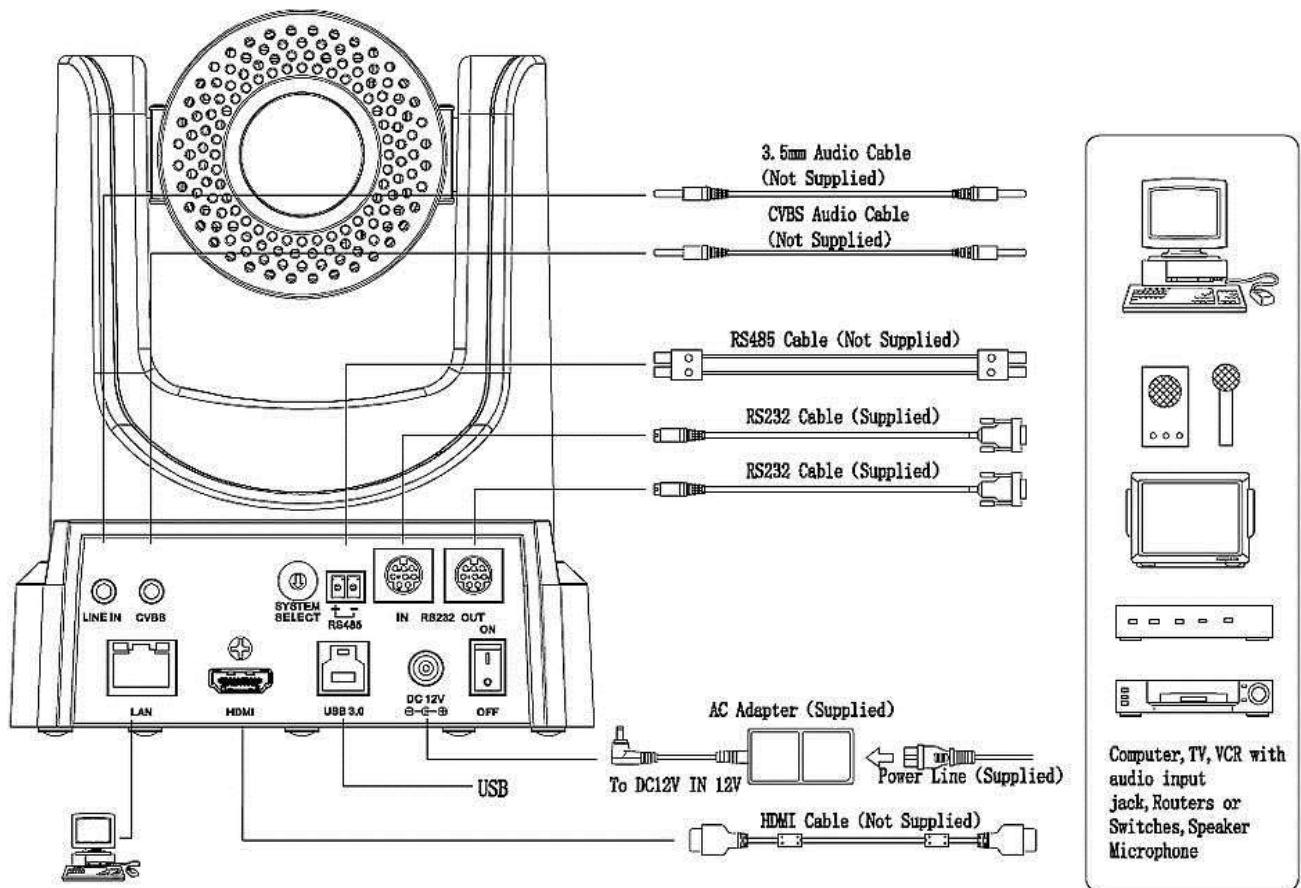 3.5mm Audio Cable
(Not Supplied)
CVBS Audio Cable
(Not Supplied)
RS485 Cable (Not Supplied)
RS232 Cable (Supplied)
RS232 Cable (Supplied)
LINE IN
CVBS
SYSTEM
SELECT
+ −
RS485
IN RS232 OUT
ON
LAN
HDMI
USB 3.0
DC 12V
OFF
AC Adapter (Supplied)
To DC12V IN 12V
Power Line (Supplied)
USB
HDMI Cable (Not Supplied)
Computer, TV, VCR with
audio input
jack, Routers or
Switches, Speaker
Microphone